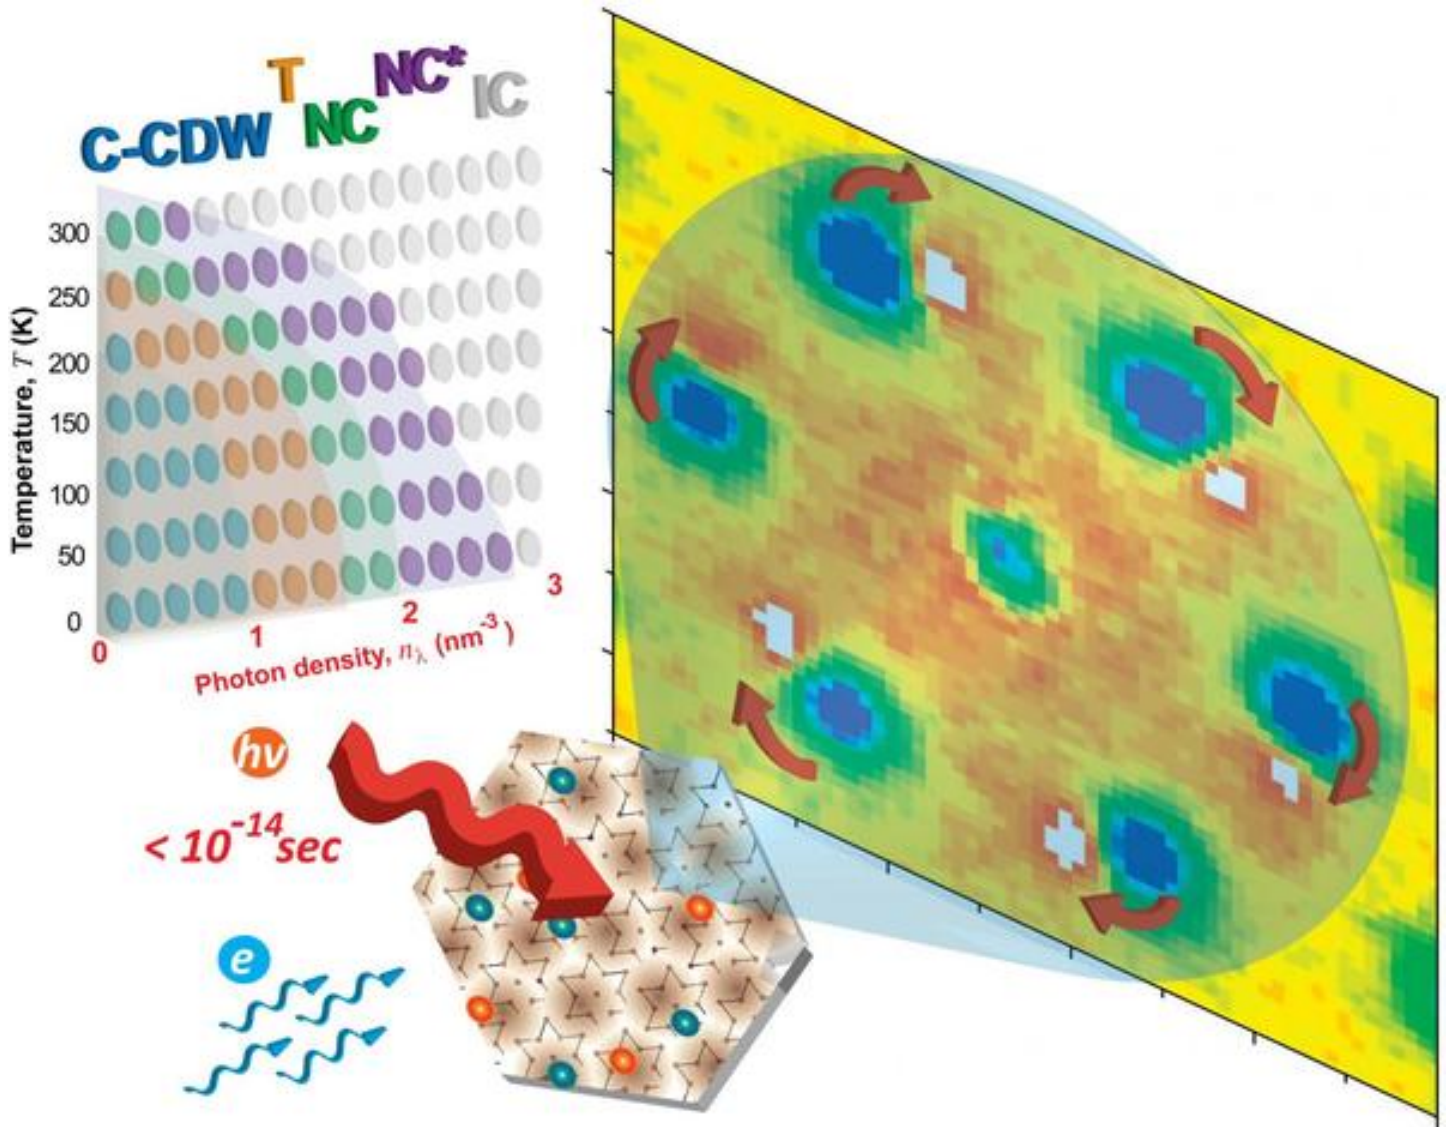 T
NC*
IC
C-CDW
NC
300
250
200
150
100
50
0
Temperature, T (K)
0
1
2
3
Photon density, nλ (nm⁻³)
hν
< 10⁻¹⁴sec
e